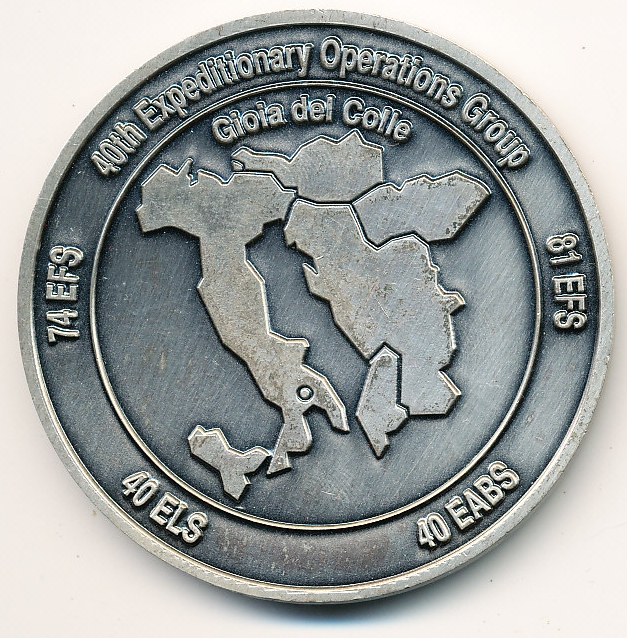 40th Expeditionary Operations Group
Gioia del Colle
74 EFS
81 EFS
40 ELS
40 EABS